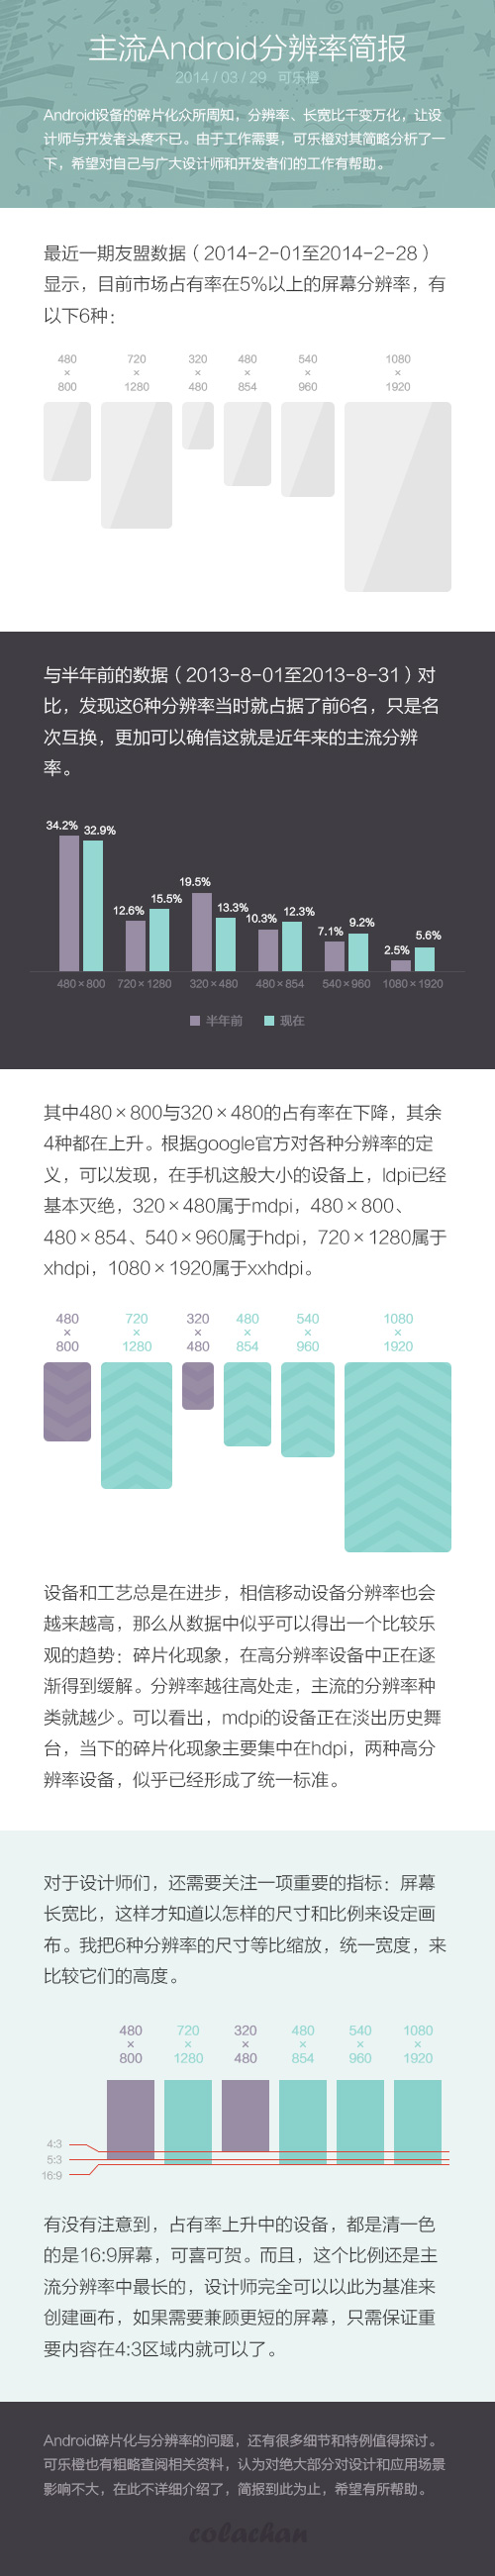 主流Android分辨率简报
2014 / 03 / 29 可乐橙
Android设备的碎片化众所周知，分辨率、长宽比千变万化，让设
计师与开发者头疼不已。由于工作需要，可乐橙对其简略分析了一
下，希望对自己与广大设计师和开发者们的工作有帮助。
最近一期友盟数据（2014-2-01至2014-2-28）
显示，目前市场占有率在5%以上的屏幕分辨率，有
以下6种：
480 720 320 480 540 1080
× × × × × ×
800 1280 480 854 960 1920
与半年前的数据（2013-8-01至2013-8-31）对
比，发现这6种分辨率当时就占据了前6名，只是名
次互换，更加可以确信这就是近年来的主流分辨
率。
34.2% 32.9%
12.6% 15.5%
19.5% 13.3%
10.3% 12.3%
7.1% 9.2%
2.5% 5.6%
480×800 720×1280 320×480 480×854 540×960 1080×1920
半年前 现在
其中480×800与320×480的占有率在下降，其余
4种都在上升。根据google官方对各种分辨率的定
义，可以发现，在手机这般大小的设备上，ldpi已经
基本灭绝，320×480属于mdpi，480×800、
480×854、540×960属于hdpi，720×1280属于
xhdpi，1080×1920属于xxhdpi。
480 720 320 480 540 1080
× × × × × ×
800 1280 480 854 960 1920
设备和工艺总是在进步，相信移动设备分辨率也会
越来越高，那么从数据中似乎可以得出一个比较乐
观的趋势：碎片化现象，在高分辨率设备中正在逐
渐得到缓解。分辨率越往高处走，主流的分辨率种
类就越少。可以看出，mdpi的设备正在淡出历史舞
台，当下的碎片化现象主要集中在hdpi，两种高分
辨率设备，似乎已经形成了统一标准。
对于设计师们，还需要关注一项重要的指标：屏幕
长宽比，这样才知道以怎样的尺寸和比例来设定画
布。我把6种分辨率的尺寸等比缩放，统一宽度，来
比较它们的高度。
480 720 320 480 540 1080
× × × × × ×
800 1280 480 854 960 1920
4:3
5:3
16:9
有没有注意到，占有率上升中的设备，都是清一色
的是16:9屏幕，可喜可贺。而且，这个比例还是主
流分辨率中最长的，设计师完全可以以此为基准来
创建画布，如果需要兼顾更短的屏幕，只需保证重
要内容在4:3区域内就可以了。
Android碎片化与分辨率的问题，还有很多细节和特例值得探讨。
可乐橙也有粗略查阅相关资料，认为对绝大部分对设计和应用场景
影响不大，在此不详细介绍了，简报到此为止，希望有所帮助。
colachan